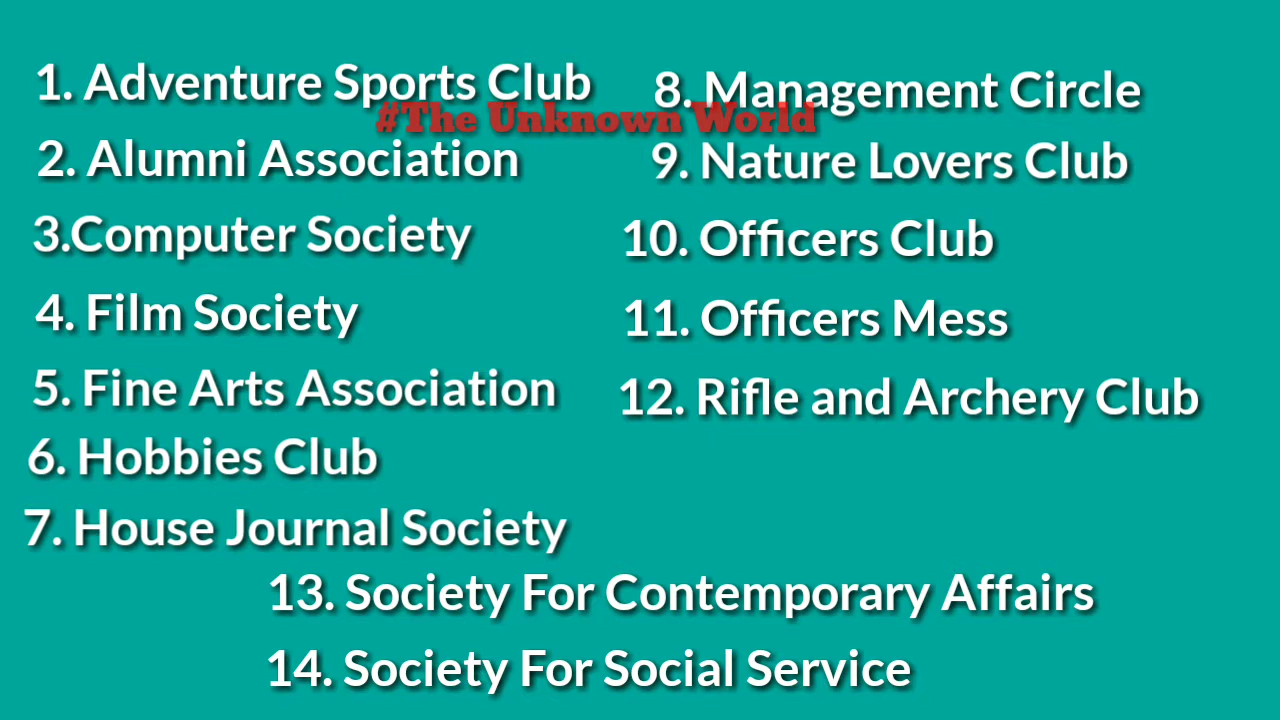 1. Adventure Sports Club
#The Unknown World
2. Alumni Association
3.Computer Society
4. Film Society
5. Fine Arts Association
6. Hobbies Club
7. House Journal Society
8. Management Circle
9. Nature Lovers Club
10. Officers Club
11. Officers Mess
12. Rifle and Archery Club
13. Society For Contemporary Affairs
14. Society For Social Service